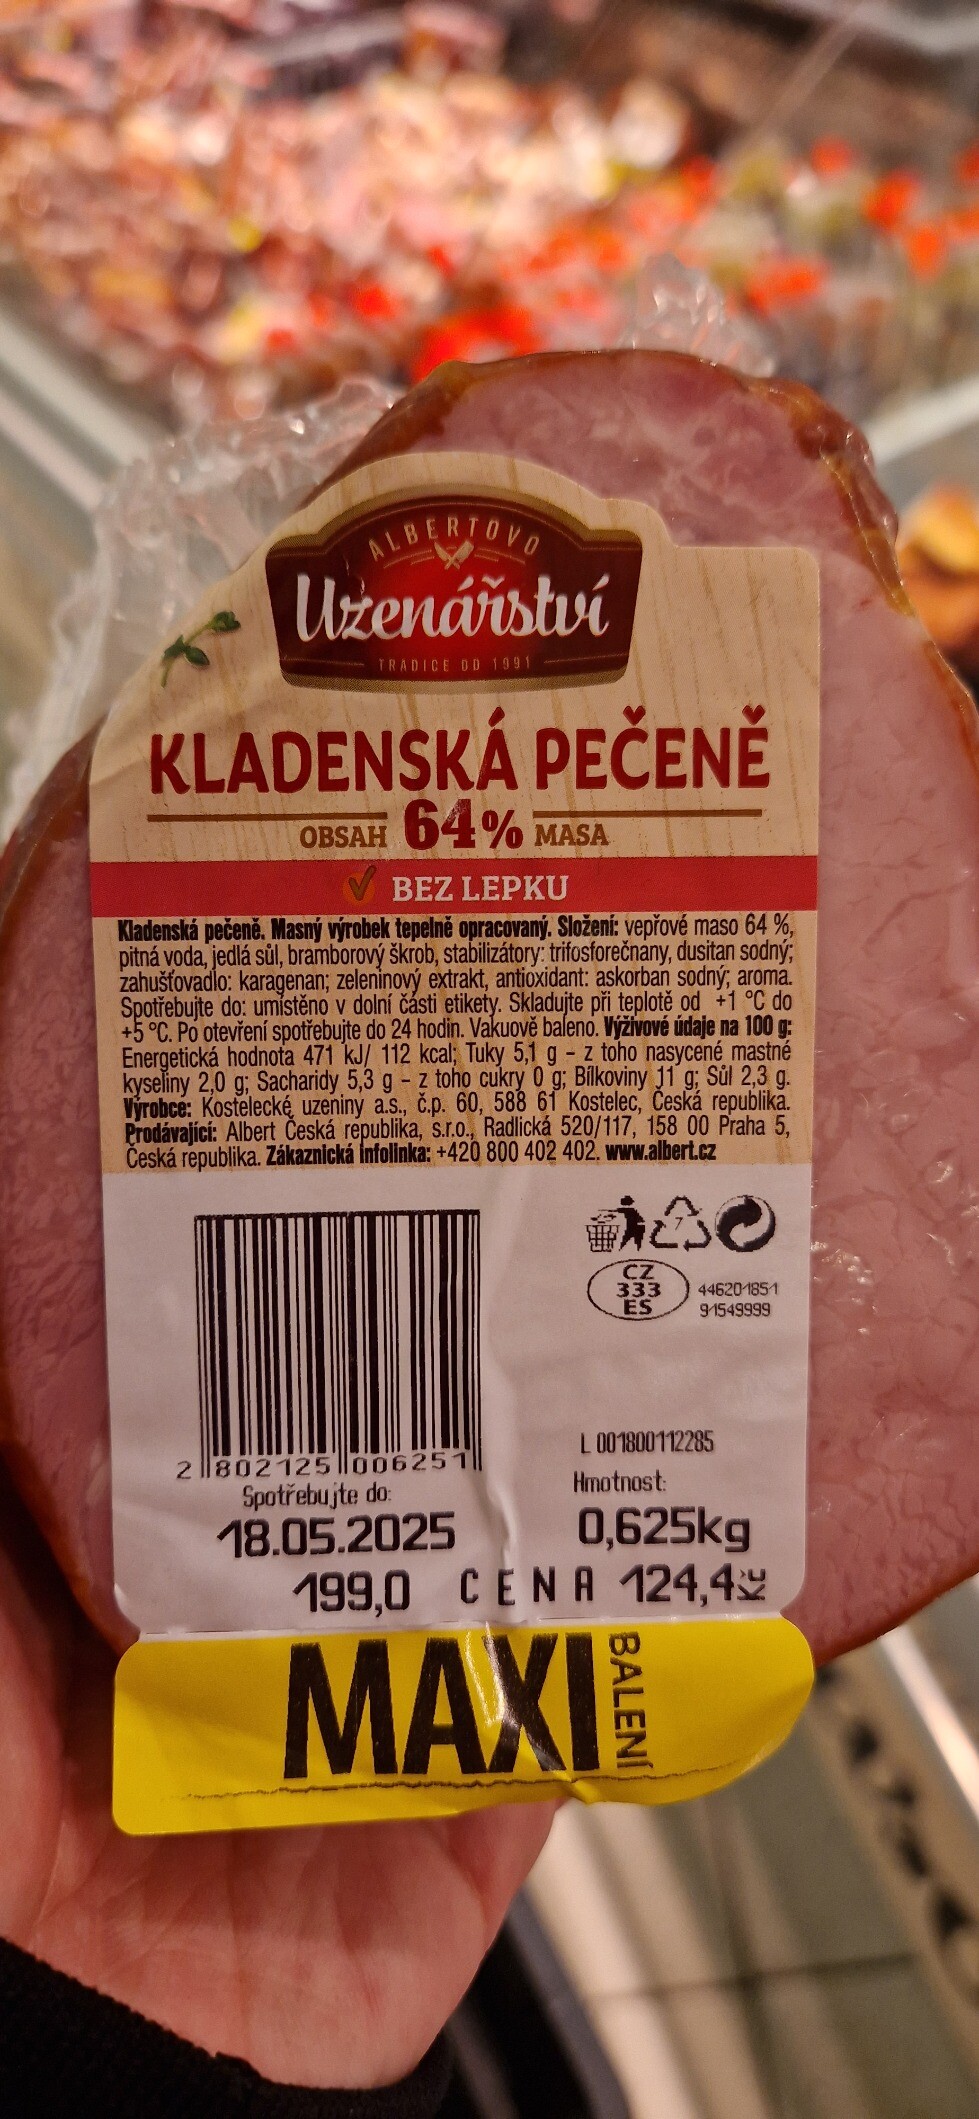 ALBERTOVO
Uzenářství
TRADICE OD 1991
KLADENSKÁ PEČENĚ
OBSAH 64% MASA
BEZ LEPKU
Kladenská pečeně. Masný výrobek tepelně opracovaný. Složení: vepřové maso 64 %,
pitná voda, jedlá sůl, bramborový škrob, stabilizátory: trifosforečnany, dusitan sodný;
zahušťovadlo: karagenan; zeleninový extrakt, antioxidant: askorban sodný; aroma.
Spotřebujte do: umístěno v dolní části etikety. Skladujte při teplotě od +1 °C do
+5 °C. Po otevření spotřebujte do 24 hodin. Vakuově baleno. Výživové údaje na 100 g:
Energetická hodnota 471 kJ/ 112 kcal; Tuky 5,1 g – z toho nasycené mastné
kyseliny 2,0 g; Sacharidy 5,3 g – z toho cukry 0 g; Bílkoviny 11 g; Sůl 2,3 g.
Výrobce: Kostelecké uzeniny a.s., č.p. 60, 588 61 Kostelec, Česká republika.
Prodávající: Albert Česká republika, s.r.o., Radlická 520/117, 158 00 Praha 5,
Česká republika. Zákaznická infolinka: +420 800 402 402. www.albert.cz
7
CZ
333
ES
446201851
91549999
2 802125 006251
L 001800112285
Spotřebujte do:
Hmotnost:
18.05.2025
0,625kg
199,0 CENA 124,4 Kč
MAXI
BALENÍ